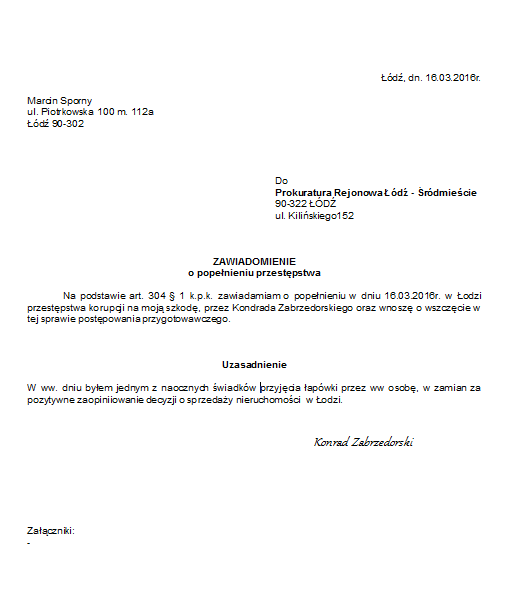 Łódź, dn. 16.03.2016r.
Marcin Sporny
ul. Piotrkowska 100 m. 112a
Łódź 90-302
Do
Prokuratura Rejonowa Łódź - Śródmieście
90-322 ŁÓDŹ
ul. Kilińskiego152
ZAWIADOMIENIE
o popełnieniu przestępstwa
Na podstawie art. 304 § 1 k.p.k. zawiadamiam o popełnieniu w dniu 16.03.2016r. w Łodzi
przestępstwa korupcji na moją szkodę, przez Kondrada Zabrzedorskiego oraz wnoszę o wszczęcie w
tej sprawie postępowania przygotowawczego.
Uzasadnienie
W ww. dniu byłem jednym z naocznych świadków przyjęcia łapówki przez ww osobę, w zamian za
pozytywne zaopiniiowanie decyzji o sprzedaży nieruchomości w Łodzi.
Konrad Zabrzedorski
Załączniki:
-